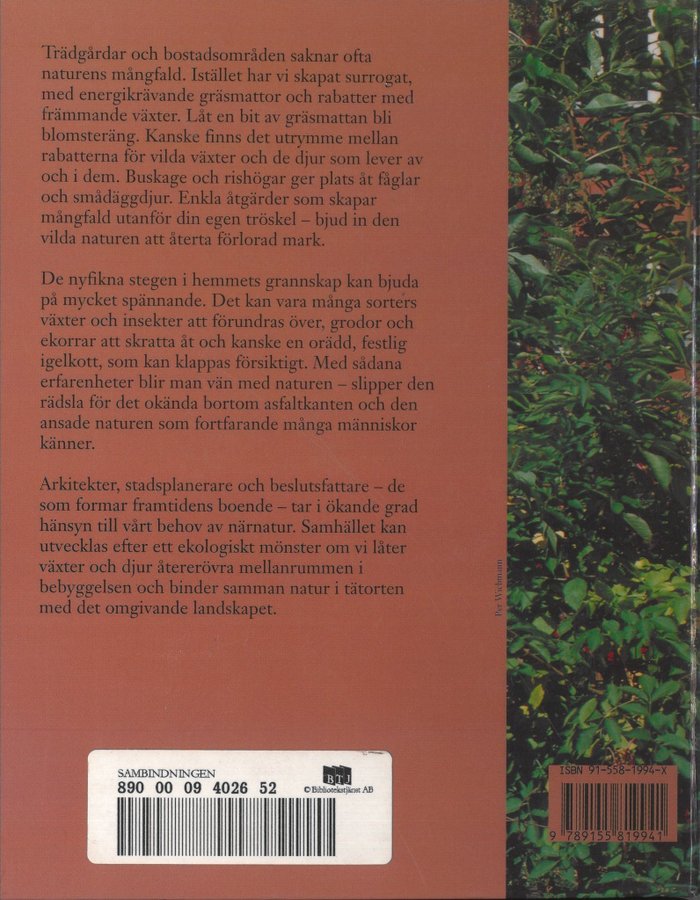 Trädgårdar och bostadsområden saknar ofta
naturens mångfald. Istället har vi skapat surrogat,
med energikrävande gräsmattor och rabatter med
främmande växter. Låt en bit av gräsmattan bli
blomsteräng. Kanske finns det utrymme mellan
rabatterna för vilda växter och de djur som lever av
och i dem. Buskage och rishögar ger plats åt fåglar
och smådäggdjur. Enkla åtgärder som skapar
mångfald utanför din egen tröskel – bjud in den
vilda naturen att återta förlorad mark.
De nyfikna stegen i hemmets grannskap kan bjuda
på mycket spännande. Det kan vara många sorters
växter och insekter att förundras över, grodor och
ekorrar att skratta åt och kanske en orädd, festlig
igelkott, som kan klappas försiktigt. Med sådana
erfarenheter blir man vän med naturen – slipper den
rädsla för det okända bortom asfaltkanten och den
ansade naturen som fortfarande många människor
känner.
Arkitekter, stadsplanerare och beslutsfattare – de
som formar framtidens boende – tar i ökande grad
hänsyn till vårt behov av närnatur. Samhället kan
utvecklas efter ett ekologiskt mönster om vi låter
växter och djur återerövra mellanrummen i
bebyggelsen och binder samman natur i tätorten
med det omgivande landskapet.
Per Wichmann
SAMBINDNINGEN
890 00 09 4026 52
BTJ
© Bibliotekstjänst AB
ISBN 91-558-1994-X
9 789155 819941